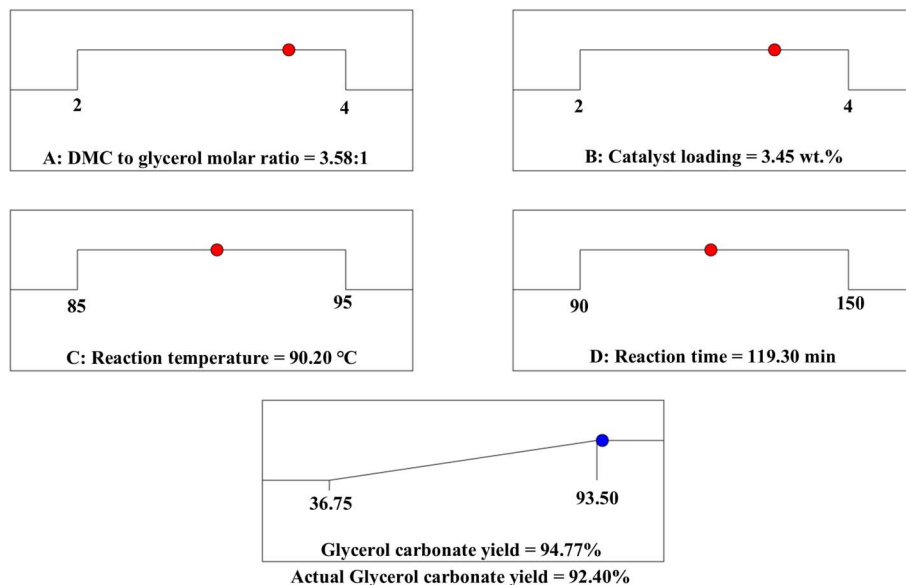 2
4
A: DMC to glycerol molar ratio = 3.58:1
2
4
B: Catalyst loading = 3.45 wt.%
85
95
C: Reaction temperature = 90.20 °C
90
150
D: Reaction time = 119.30 min
36.75
93.50
Glycerol carbonate yield = 94.77%
Actual Glycerol carbonate yield = 92.40%